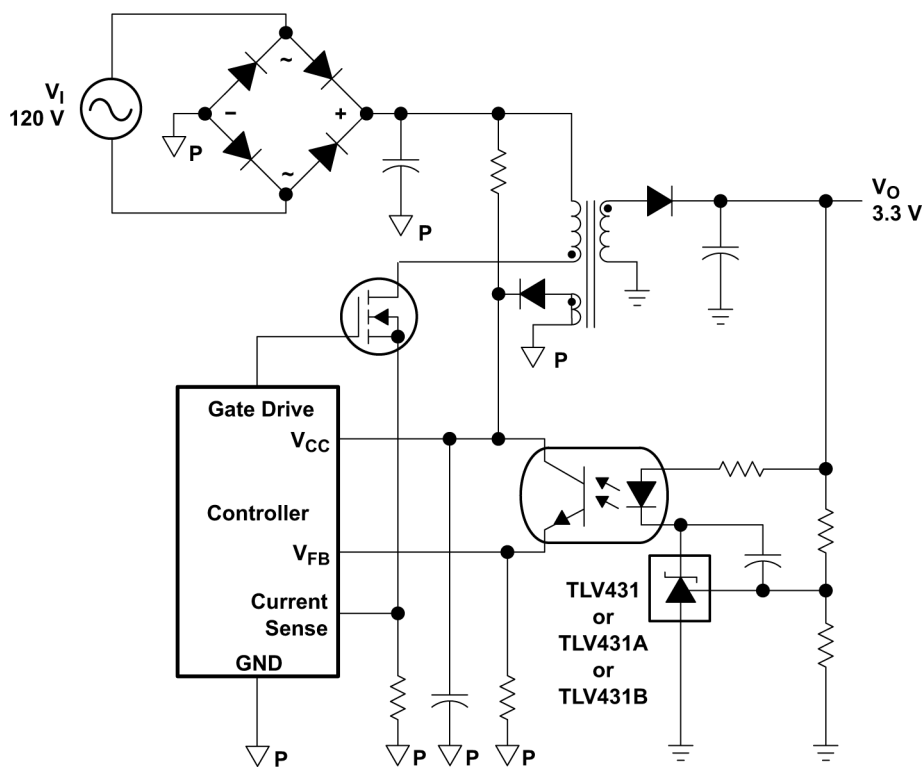 V_I
120 V
~
−
+
~
P
P
V_O
3.3 V
P
Gate Drive
V_CC
Controller
V_FB
Current
Sense
GND
TLV431
or
TLV431A
or
TLV431B
P
P
P
P